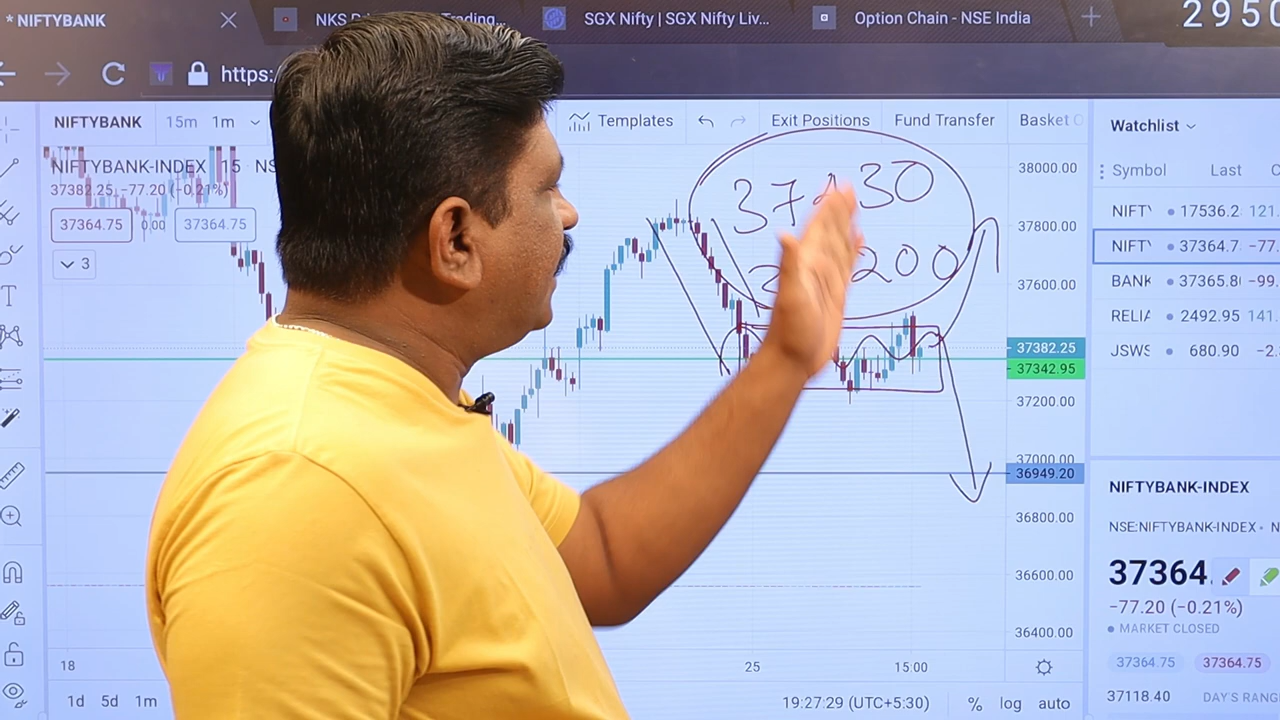 * NIFTYBANK
SGX Nifty | SGX Nifty Liv...
Option Chain - NSE India
https:
NIFTYBANK
15m
1m
Templates
Exit Positions
Fund Transfer
Basket
Watchlist
NIFTYBANK-INDEX 15
37382.25 −77.20 (−0.21%)
37364.75
0.00
37364.75
3
Symbol
Last
17536.2
121
37364.7
−77
BANK
37365.8
−99
RELIA
2492.95
141
JSWS
680.90
−2
38000.00
37800.00
37600.00
37382.25
37342.95
37200.00
37000.00
36949.20
36800.00
36600.00
36400.00
37430
200
NIFTYBANK-INDEX
NSE:NIFTYBANK-INDEX
37364
−77.20 (−0.21%)
MARKET CLOSED
37364.75
37364.75
37118.40
DAY'S RANG
18
25
15:00
1d
5d
1m
19:27:29 (UTC+5:30)
%
log
auto